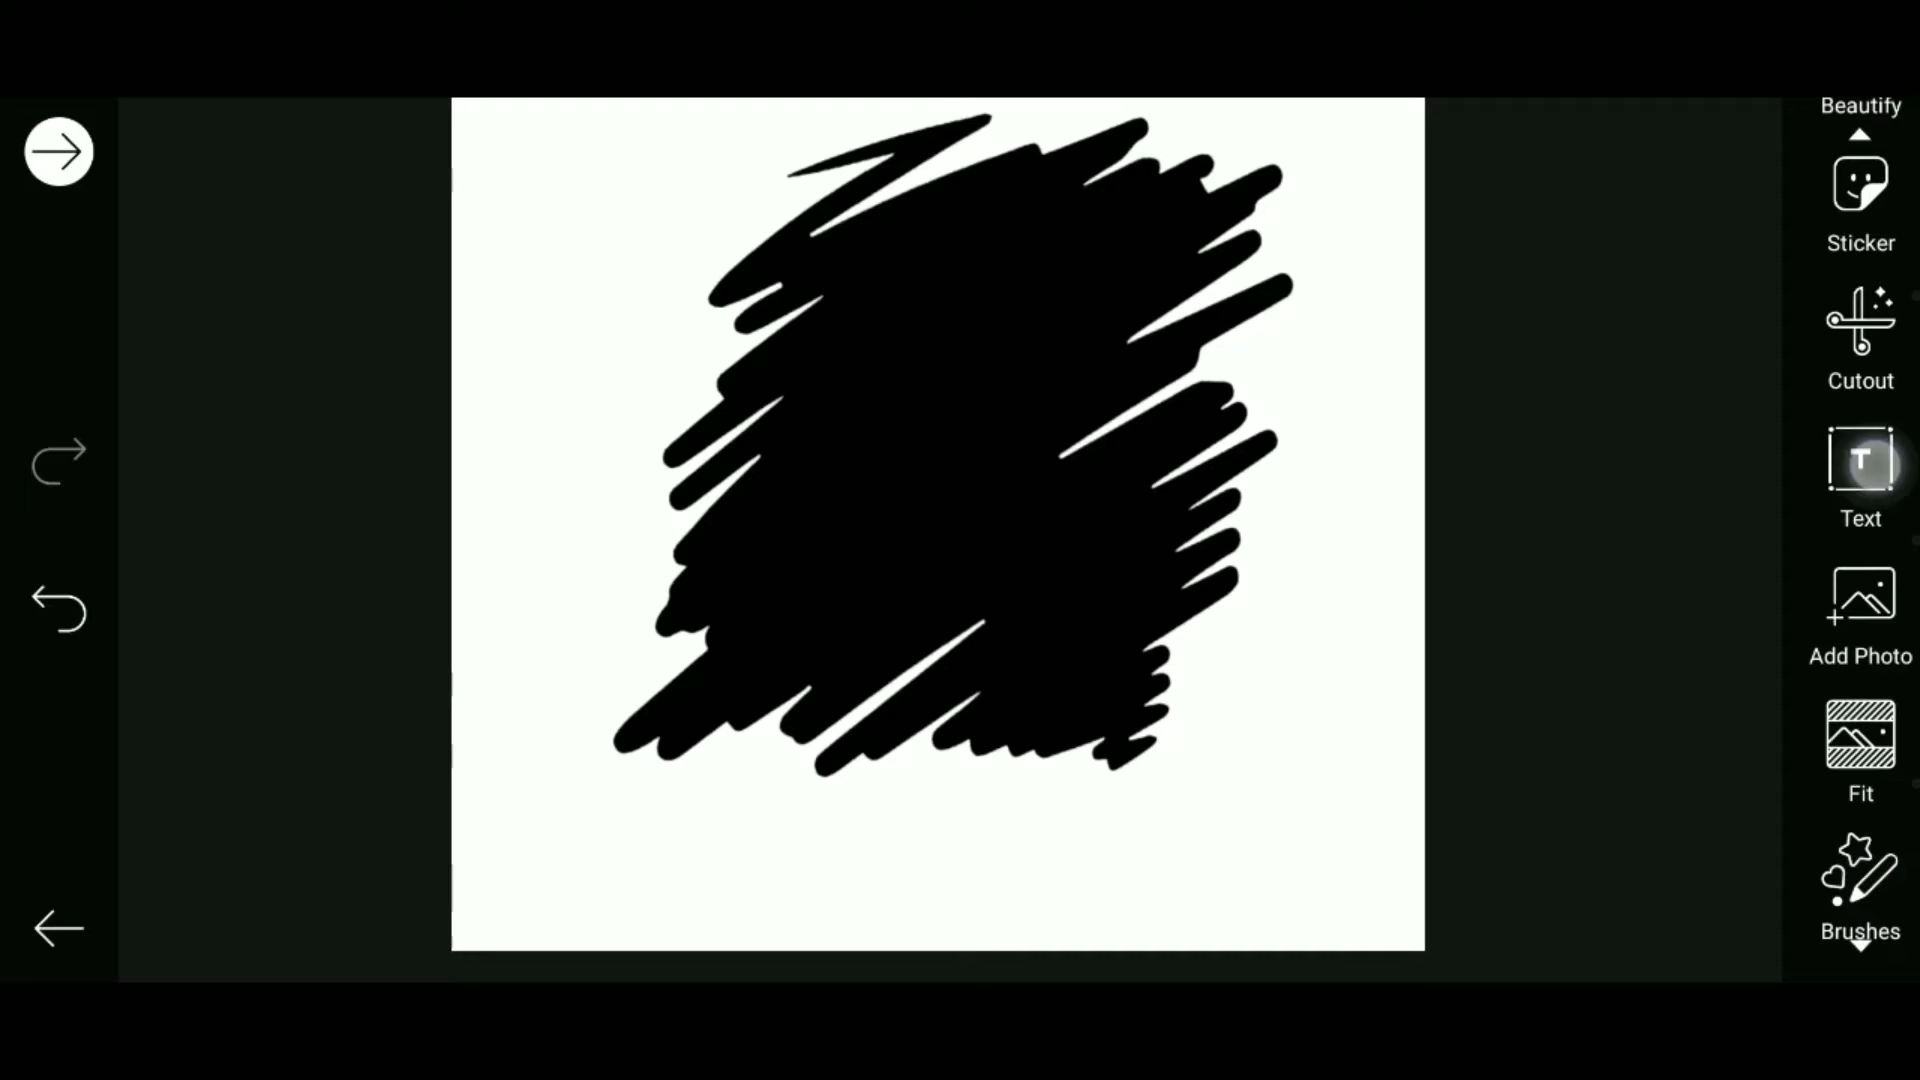 Beautify
Sticker
Cutout
T
Text
Add Photo
Fit
Brushes